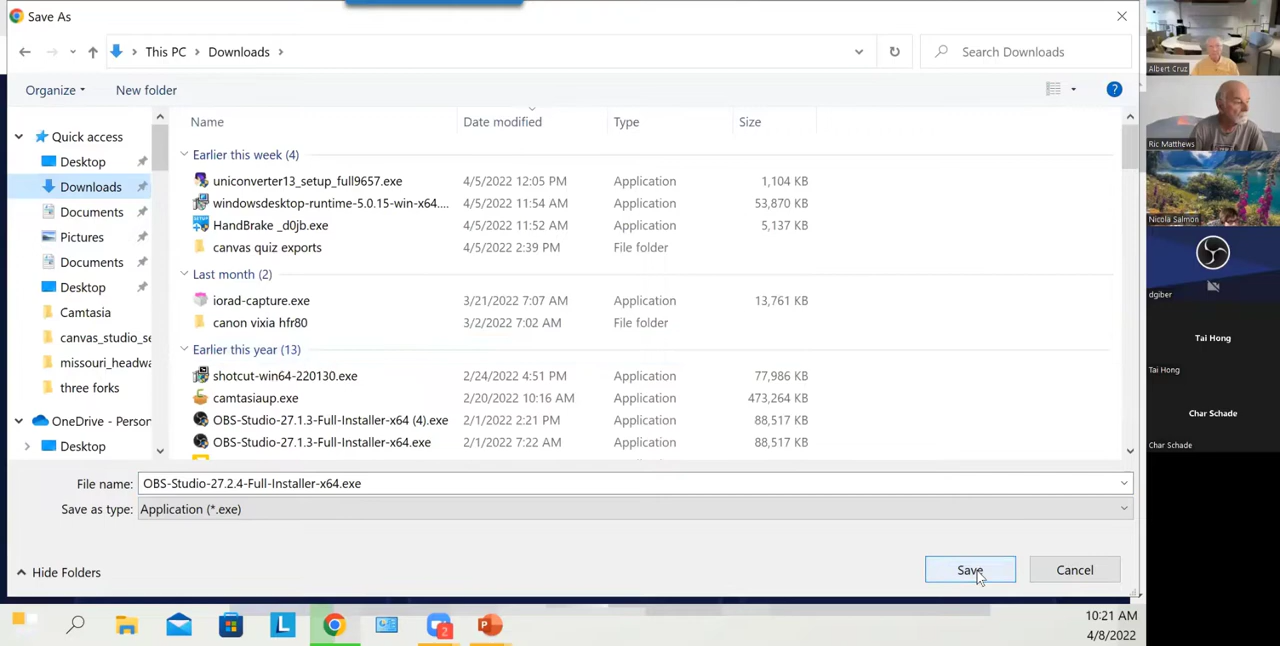 Save As
This PC
Downloads
Search Downloads
Organize
New folder
Name
Date modified
Type
Size
Quick access
Desktop
Downloads
Documents
Pictures
Documents
Desktop
Camtasia
canvas_studio_se
missouri_headwa
three forks
OneDrive - Person
Desktop
Earlier this week (4)
uniconverter13_setup_full9657.exe 4/5/2022 12:05 PM Application 1,104 KB
windowsdesktop-runtime-5.0.15-win-x64.... 4/5/2022 11:54 AM Application 53,870 KB
HandBrake _d0jb.exe 4/5/2022 11:52 AM Application 5,137 KB
canvas quiz exports 4/5/2022 2:39 PM File folder
Last month (2)
iorad-capture.exe 3/21/2022 7:07 AM Application 13,761 KB
canon vixia hfr80 3/2/2022 7:02 AM File folder
Earlier this year (13)
shotcut-win64-220130.exe 2/24/2022 4:51 PM Application 77,986 KB
camtasiaup.exe 2/20/2022 10:16 AM Application 473,264 KB
OBS-Studio-27.1.3-Full-Installer-x64 (4).exe 2/1/2022 2:21 PM Application 88,517 KB
OBS-Studio-27.1.3-Full-Installer-x64.exe 2/1/2022 7:22 AM Application 88,517 KB
File name: OBS-Studio-27.2.4-Full-Installer-x64.exe
Save as type: Application (*.exe)
Hide Folders
Save
Cancel
L
2
P
10:21 AM
4/8/2022
Albert Cruz
Ric Matthews
Nicola Salmon
dgiber
Tai Hong
Tai Hong
Char Schade
Char Schade